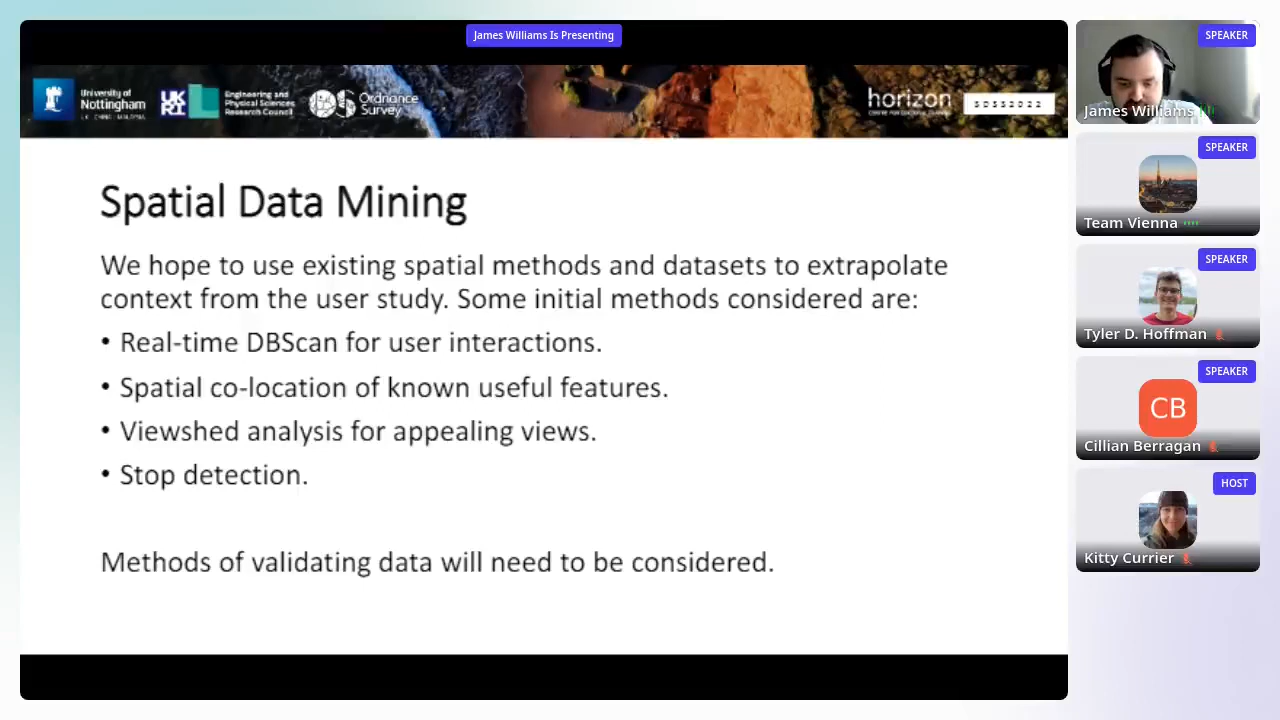 James Williams Is Presenting
University of
Nottingham
UK | CHINA | MALAYSIA
UK
RI
Engineering and
Physical Sciences
Research Council
OS
Ordnance
Survey
horizon
SDSS2022
Spatial Data Mining
We hope to use existing spatial methods and datasets to extrapolate
context from the user study. Some initial methods considered are:
• Real-time DBScan for user interactions.
• Spatial co-location of known useful features.
• Viewshed analysis for appealing views.
• Stop detection.
Methods of validating data will need to be considered.
SPEAKER
James Williams
SPEAKER
Team Vienna
SPEAKER
Tyler D. Hoffman
SPEAKER
CB
Cillian Berragan
HOST
Kitty Currier